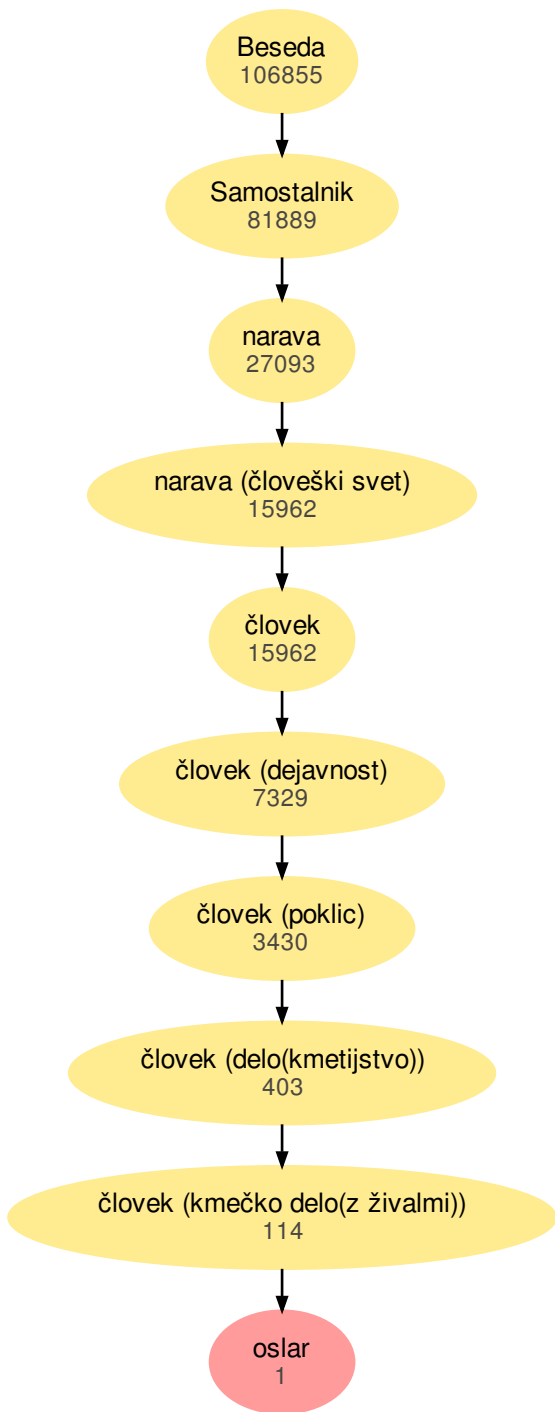 Beseda
106855
Samostalnik
81889
narava
27093
narava (človeški svet)
15962
človek
15962
človek (dejavnost)
7329
človek (poklic)
3430
človek (delo(kmetijstvo))
403
človek (kmečko delo(z živalmi))
114
oslar
1